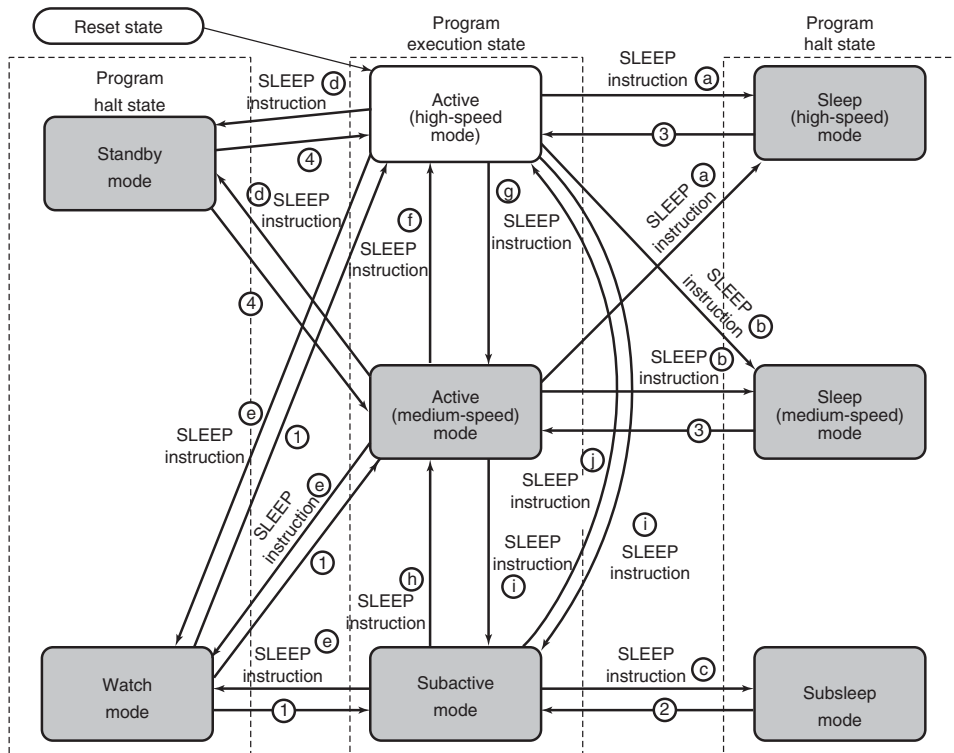 Reset state
Program
execution state
Program
halt state
Program
halt state
SLEEP
instruction
d
Active
(high-speed
mode)
SLEEP
instruction
a
Sleep
(high-speed)
mode
Standby
mode
4
3
d
SLEEP
instruction
f
SLEEP
instruction
g
SLEEP
instruction
SLEEP
instruction
a
4
SLEEP
instruction
b
Active
(medium-speed)
mode
SLEEP
instruction
b
Sleep
(medium-speed)
mode
3
e
SLEEP
instruction
1
SLEEP
instruction
e
1
j
SLEEP
instruction
i
SLEEP
instruction
SLEEP
instruction
i
h
SLEEP
instruction
Watch
mode
SLEEP
instruction
e
1
Subactive
mode
SLEEP
instruction
c
2
Subsleep
mode